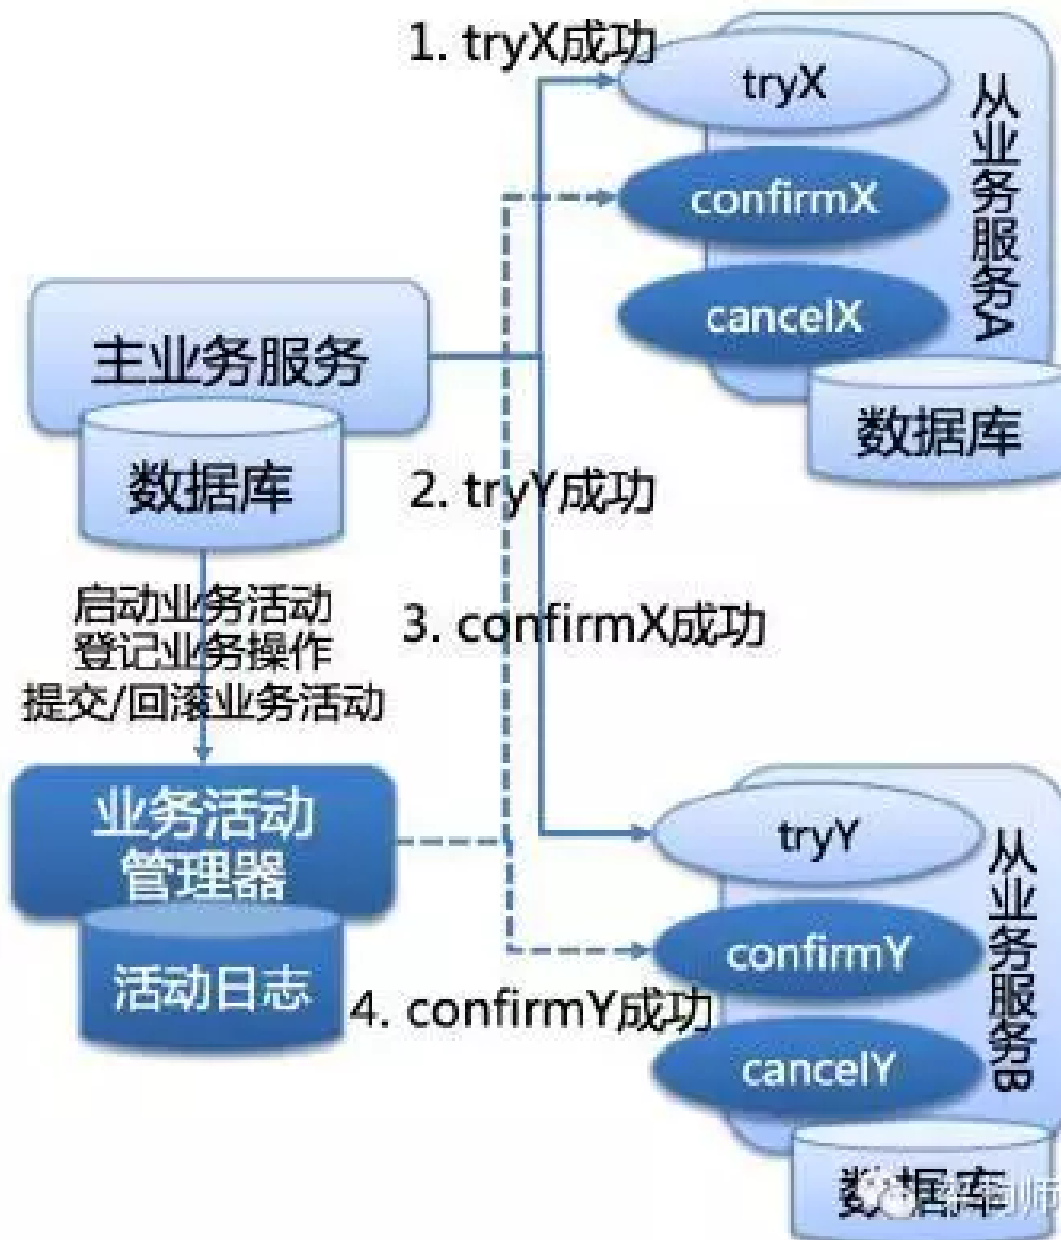 1. tryX成功
tryX
confirmX
cancelX
从业务服务A
数据库
主业务服务
数据库
2. tryY成功
启动业务活动
登记业务操作
提交/回滚业务活动
3. confirmX成功
业务活动
管理器
活动日志
tryY
confirmY
4. confirmY成功
cancelY
从业务服务B
数据库